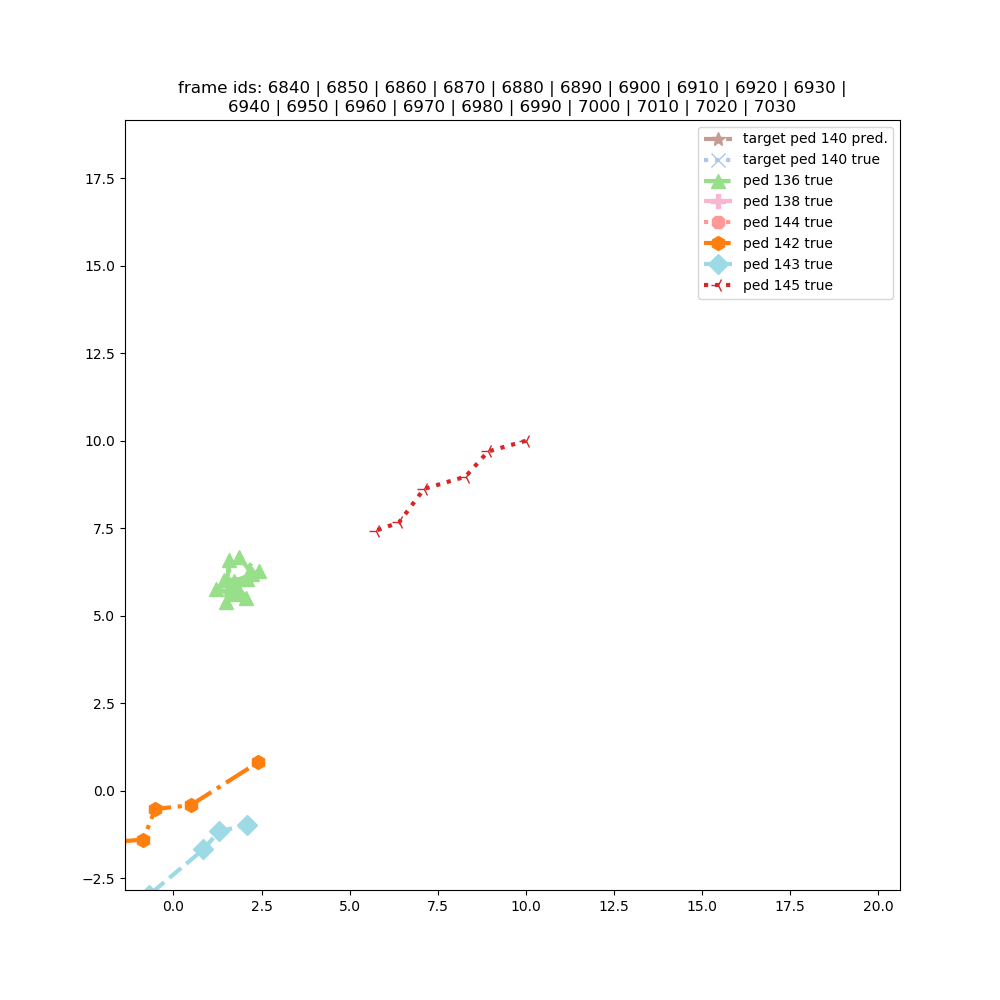 frame ids: 6840 | 6850 | 6860 | 6870 | 6880 | 6890 | 6900 | 6910 | 6920 | 6930 |
6940 | 6950 | 6960 | 6970 | 6980 | 6990 | 7000 | 7010 | 7020 | 7030
target ped 140 pred.
target ped 140 true
ped 136 true
ped 138 true
ped 144 true
ped 142 true
ped 143 true
ped 145 true
17.5
15.0
12.5
10.0
7.5
5.0
2.5
0.0
−2.5
0.0 2.5 5.0 7.5 10.0 12.5 15.0 17.5 20.0